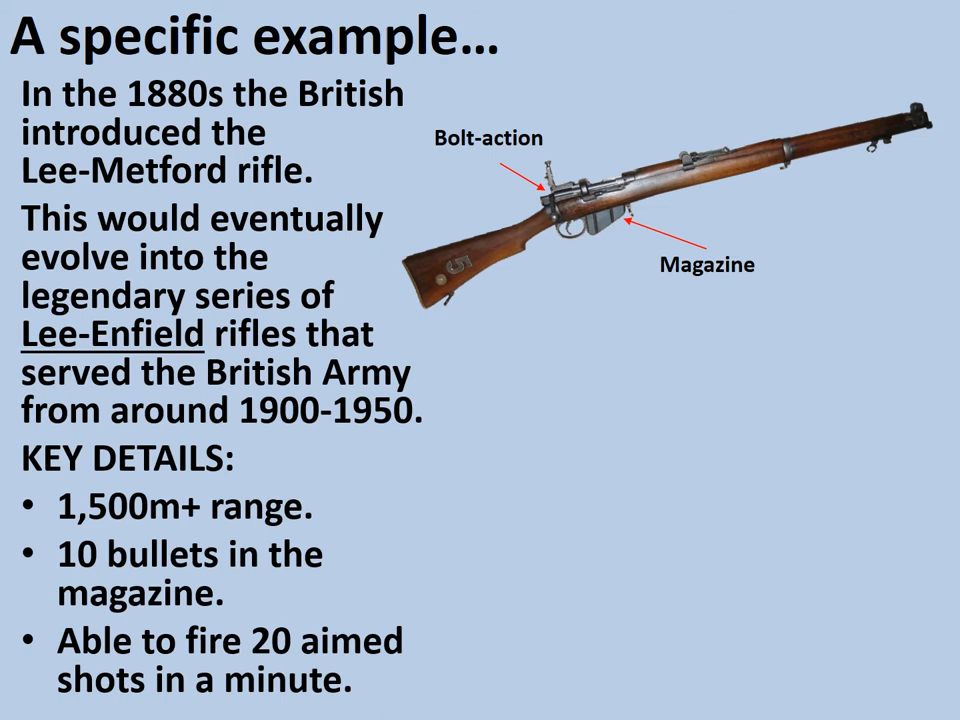 A specific example…
In the 1880s the British
introduced the
Lee-Metford rifle.
This would eventually
evolve into the
legendary series of
Lee-Enfield rifles that
served the British Army
from around 1900-1950.
KEY DETAILS:
• 1,500m+ range.
• 10 bullets in the
magazine.
• Able to fire 20 aimed
shots in a minute.
Bolt-action
Magazine
5